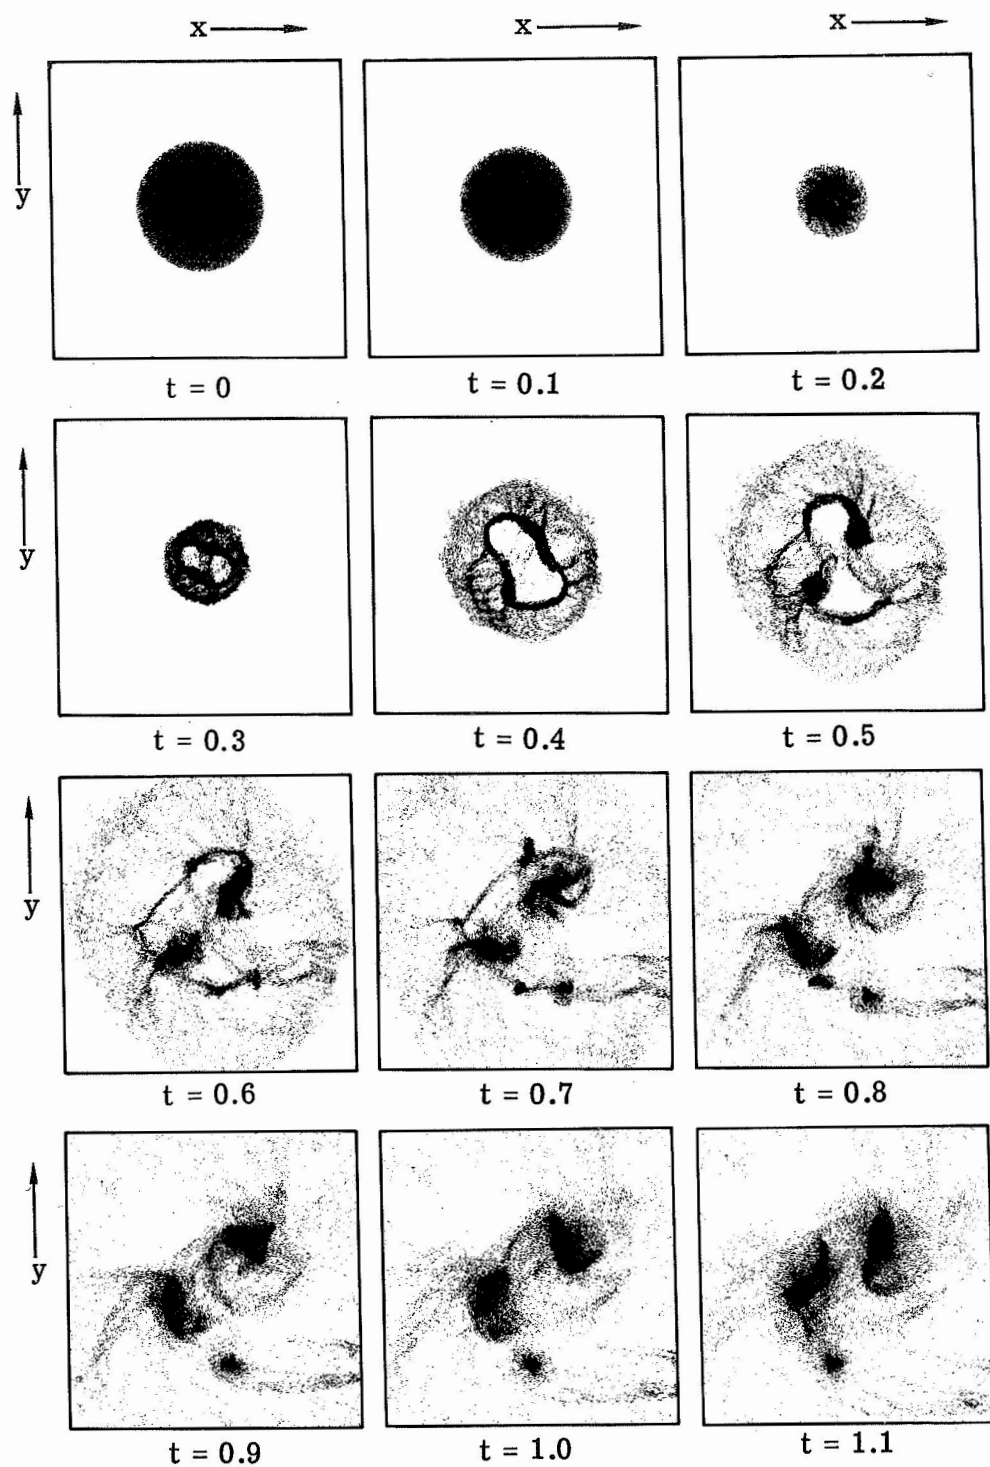 x x x
y
t = 0 t = 0.1 t = 0.2
y
t = 0.3 t = 0.4 t = 0.5
y
t = 0.6 t = 0.7 t = 0.8
y
t = 0.9 t = 1.0 t = 1.1